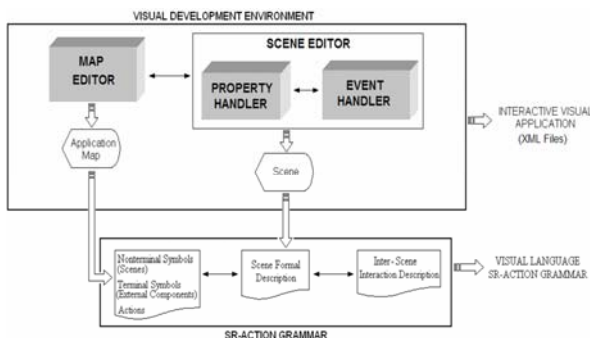 VISUAL DEVELOPMENT ENVIRONMENT
SCENE EDITOR
MAP
EDITOR
PROPERTY
HANDLER
EVENT
HANDLER
Application
Map
Scene
INTERACTIVE VISUAL
APPLICATION
(XML Files)
Nonterminal Symbols
(Scenes)
Terminal Symbols
(External Components)
Actions
Scene Formal
Description
Inter-Scene
Interaction Description
VISUAL LANGUAGE
SR-ACTION GRAMMAR
SR-ACTION GRAMMAR